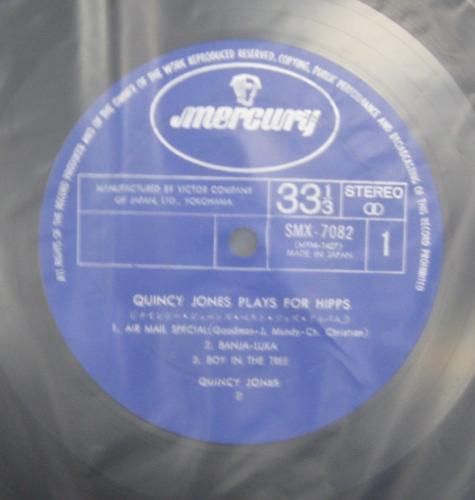 ALL RIGHTS OF THE RECORD PRODUCER AND OF THE OWNER OF THE WORK REPRODUCED RESERVED. COPYING, PUBLIC PERFORMANCE AND BROADCASTING OF THIS RECORD PROHIBITED
mercury
MANUFACTURED BY VICTOR COMPANY
OF JAPAN, LTD., YOKOHAMA
33 1/3
STEREO
SMX-7082
MADE IN JAPAN
1
QUINCY JONES PLAYS FOR HIPPS
1. AIR MAIL SPECIAL (Goodman-J. Mundy-Ch. Christian)
2. BANJA-LUKA
3. BOY IN THE TREE
QUINCY JONES
2